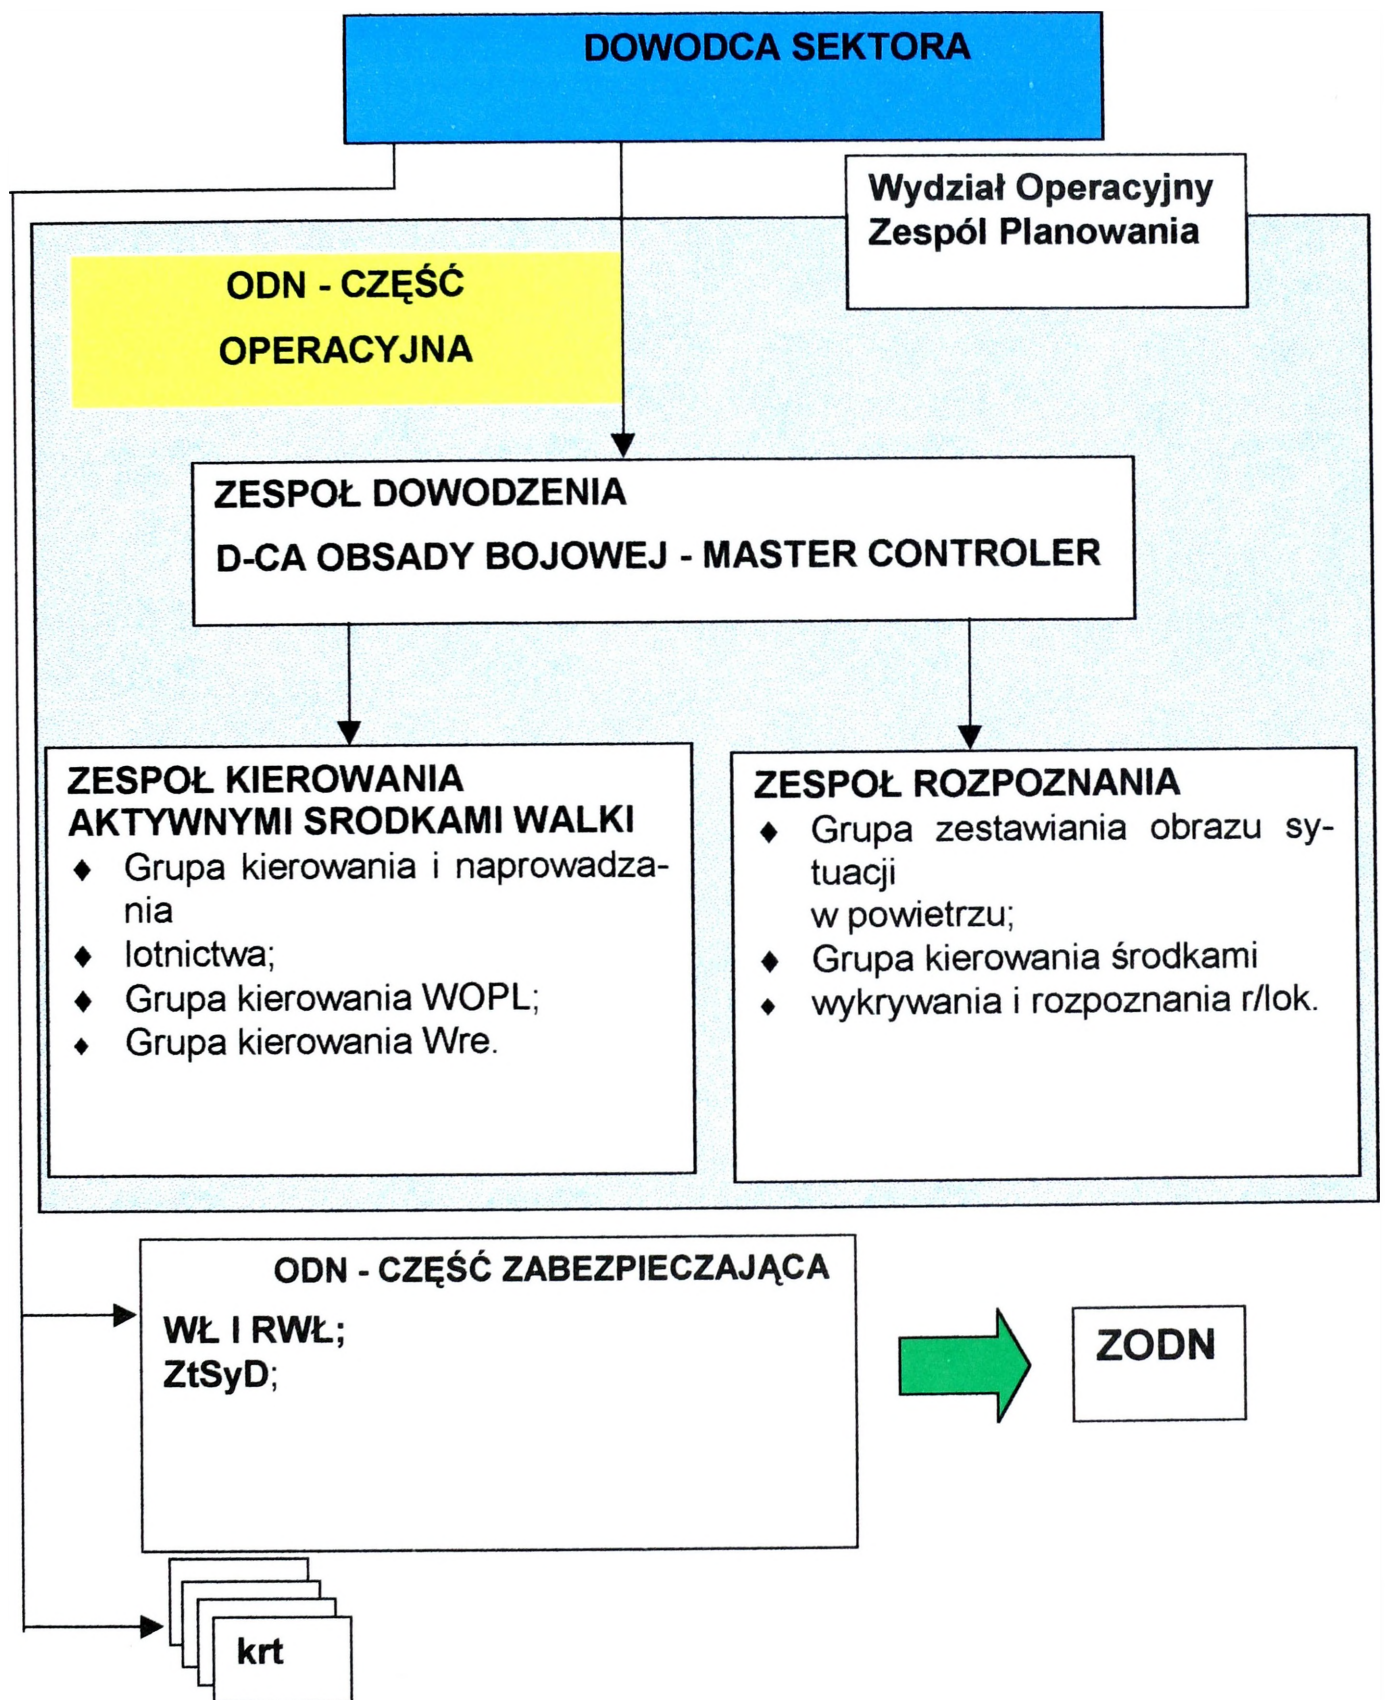 DOWODCA SEKTORA
Wydział Operacyjny
Zespól Planowania
ODN - CZĘŚĆ
OPERACYJNA
ZESPOŁ DOWODZENIA
D-CA OBSADY BOJOWEJ - MASTER CONTROLER
ZESPOŁ KIEROWANIA
AKTYWNYMI SRODKAMI WALKI
♦ Grupa kierowania i naprowadza-
nia
♦ lotnictwa;
♦ Grupa kierowania WOPL;
♦ Grupa kierowania Wre.
ZESPOŁ ROZPOZNANIA
♦ Grupa zestawiania obrazu sy-
tuacji
w powietrzu;
♦ Grupa kierowania środkami
♦ wykrywania i rozpoznania r/lok.
ODN - CZĘŚĆ ZABEZPIECZAJĄCA
WŁ I RWŁ;
ZtSyD;
ZODN
krt